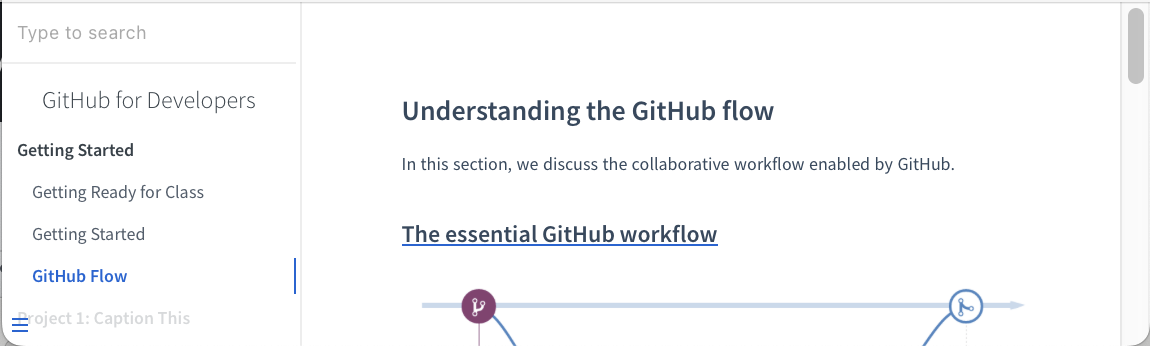 Type to search
GitHub for Developers
Getting Started
Getting Ready for Class
Getting Started
GitHub Flow
Project 1: Caption This
Understanding the GitHub flow
In this section, we discuss the collaborative workflow enabled by GitHub.
The essential GitHub workflow